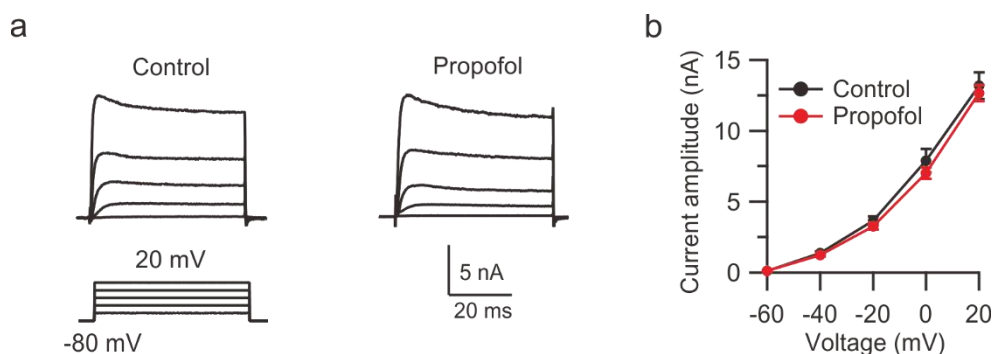 a
Control
Propofol
20 mV
-80 mV
5 nA
20 ms
b
Current amplitude (nA)
15
10
5
0
Control
Propofol
-60 -40 -20 0 20
Voltage (mV)